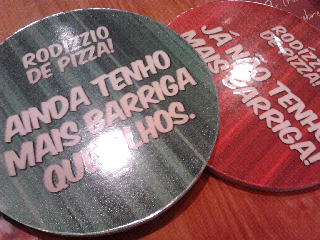 RODÍZZIO
DE PIZZA!
AINDA TENHO
MAIS BARRIGA
QUE OLHOS.
RODÍZZIO
DE PIZZA!
JÁ NÃO TENHO
MAIS BARRIGA!